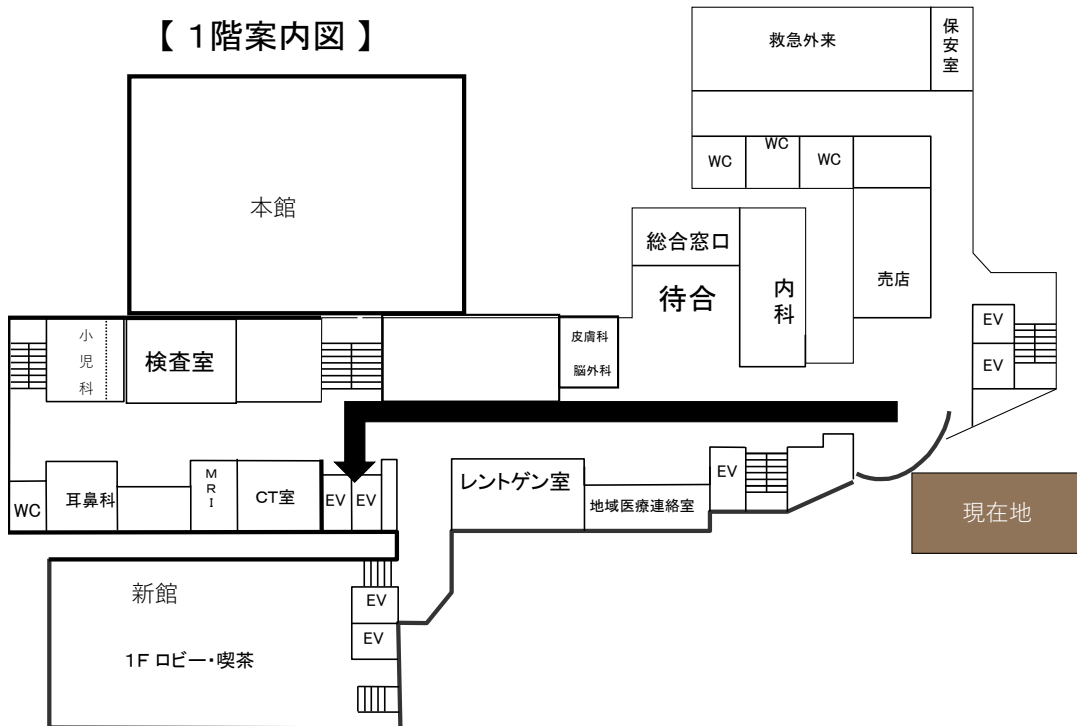 【 1階案内図 】
救急外来
保安室
WC
WC
WC
本館
総合窓口
待合
内科
売店
EV
EV
小児科
検査室
皮膚科
脳外科
WC
耳鼻科
MRI
CT室
EV
EV
レントゲン室
地域医療連絡室
EV
現在地
新館
EV
EV
1F ロビー・喫茶